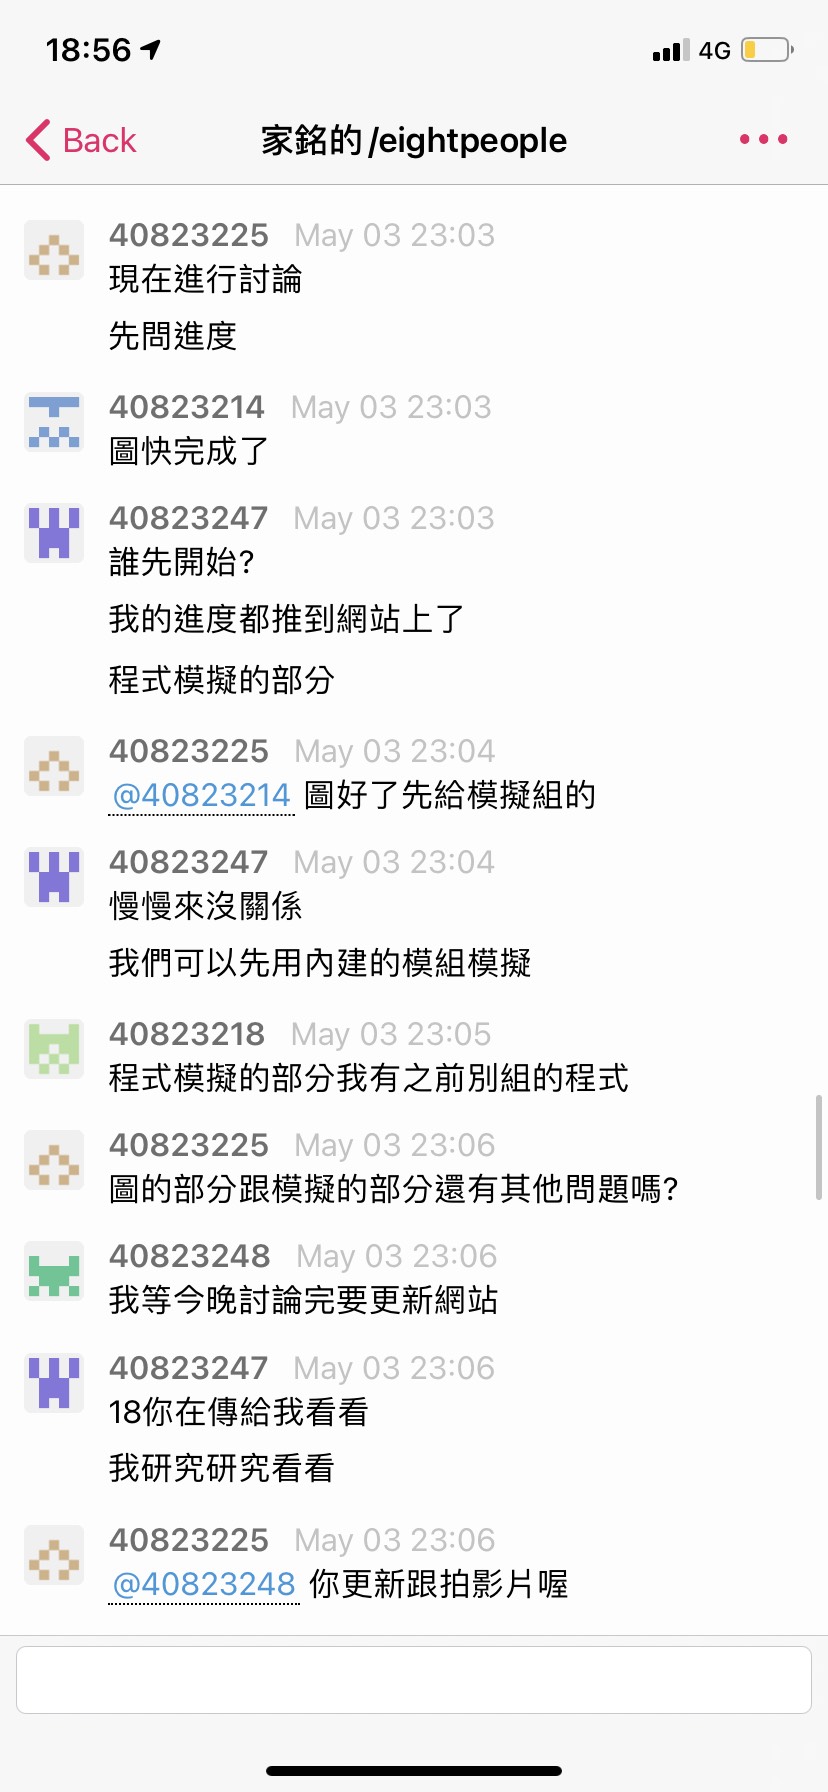 18:56
4G
Back
家銘的/eightpeople
40823225 May 03 23:03
現在進行討論
先問進度
40823214 May 03 23:03
圖快完成了
40823247 May 03 23:03
誰先開始?
我的進度都推到網站上了
程式模擬的部分
40823225 May 03 23:04
@40823214 圖好了先給模擬組的
40823247 May 03 23:04
慢慢來沒關係
我們可以先用內建的模組模擬
40823218 May 03 23:05
程式模擬的部分我有之前別組的程式
40823225 May 03 23:06
圖的部分跟模擬的部分還有其他問題嗎?
40823248 May 03 23:06
我等今晚討論完要更新網站
40823247 May 03 23:06
18你在傳給我看看
我研究研究看看
40823225 May 03 23:06
@40823248 你更新跟拍影片喔